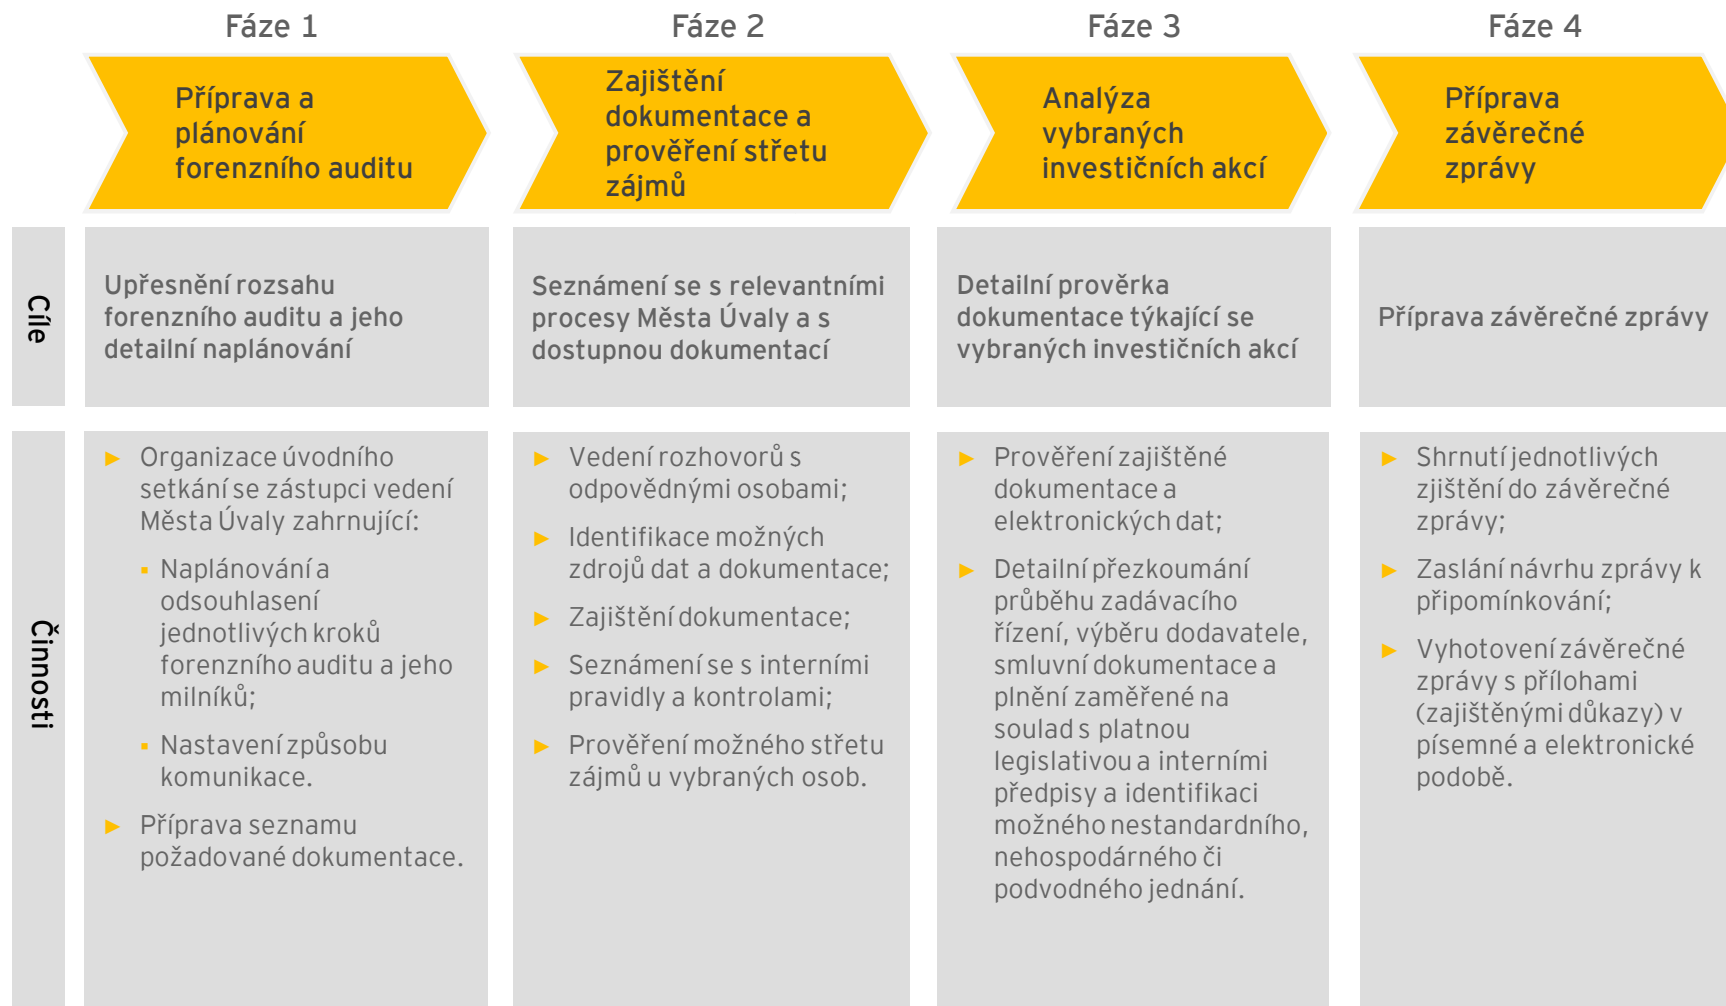 Fáze 1
Fáze 2
Fáze 3
Fáze 4
Příprava a
plánování
forenzního auditu
Zajištění
dokumentace a
prověření střetu
zájmů
Analýza
vybraných
investičních akcí
Příprava
závěrečné
zprávy
Cíle
Upřesnění rozsahu
forenzního auditu a jeho
detailní naplánování
Seznámení se s relevantními
procesy Města Úvaly a s
dostupnou dokumentací
Detailní prověrka
dokumentace týkající se
vybraných investičních akcí
Příprava závěrečné zprávy
Činnosti
► Organizace úvodního
setkání se zástupci vedení
Města Úvaly zahrnující:
▪ Naplánování a
odsouhlasení
jednotlivých kroků
forenzního auditu a jeho
milníků;
▪ Nastavení způsobu
komunikace.
► Příprava seznamu
požadované dokumentace.
► Vedení rozhovorů s
odpovědnými osobami;
► Identifikace možných
zdrojů dat a dokumentace;
► Zajištění dokumentace;
► Seznámení se s interními
pravidly a kontrolami;
► Prověření možného střetu
zájmů u vybraných osob.
► Prověření zajištěné
dokumentace a
elektronických dat;
► Detailní přezkoumání
průběhu zadávacího
řízení, výběru dodavatele,
smluvní dokumentace a
plnění zaměřené na
soulad s platnou
legislativou a interními
předpisy a identifikaci
možného nestandardního,
nehospodárného či
podvodného jednání.
► Shrnutí jednotlivých
zjištění do závěrečné
zprávy;
► Zaslání návrhu zprávy k
připomínkování;
► Vyhotovení závěrečné
zprávy s přílohami
(zajištěnými důkazy) v
písemné a elektronické
podobě.